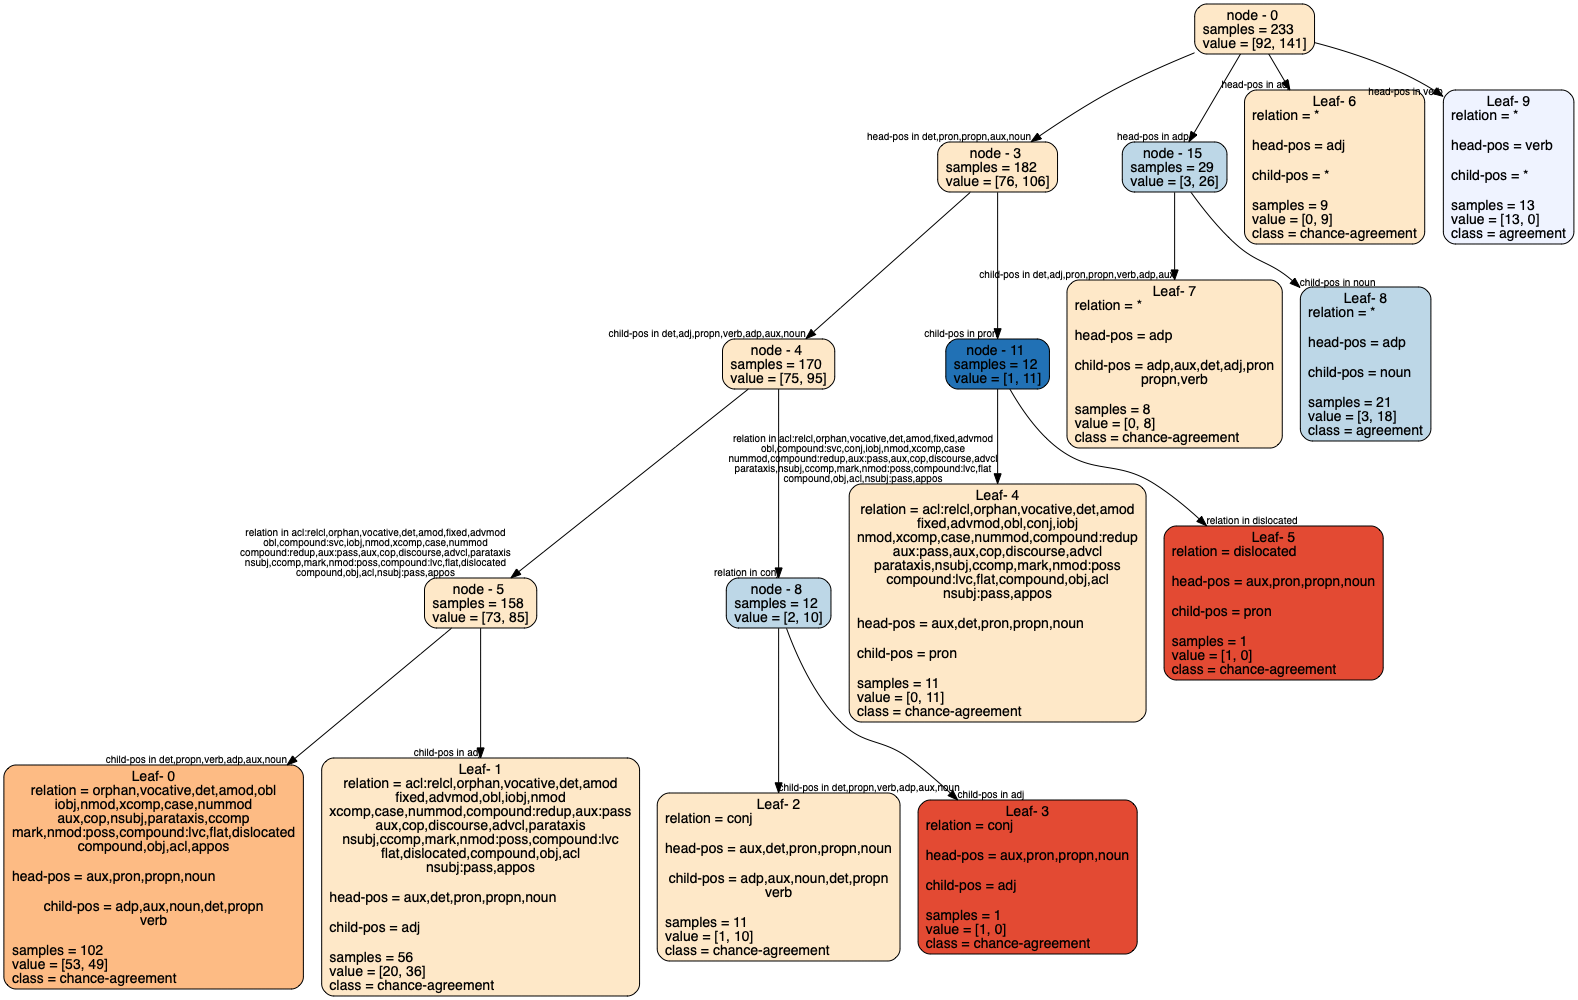 node - 0
samples = 233
value = [92, 141]
head-pos in det,pron,propn,aux,noun
node - 3
samples = 182
value = [76, 106]
head-pos in adp
node - 15
samples = 29
value = [3, 26]
head-pos in adj
Leaf- 6
relation = *
head-pos = adj
child-pos = *
samples = 9
value = [0, 9]
class = chance-agreement
head-pos in verb
Leaf- 9
relation = *
head-pos = verb
child-pos = *
samples = 13
value = [13, 0]
class = agreement
child-pos in det,adj,propn,verb,adp,aux,noun
node - 4
samples = 170
value = [75, 95]
child-pos in pron
node - 11
samples = 12
value = [1, 11]
child-pos in det,adj,pron,propn,verb,adp,aux
Leaf- 7
relation = *
head-pos = adp
child-pos = adp,aux,det,adj,pron
propn,verb
samples = 8
value = [0, 8]
class = chance-agreement
child-pos in noun
Leaf- 8
relation = *
head-pos = adp
child-pos = noun
samples = 21
value = [3, 18]
class = agreement
relation in acl:relcl,orphan,vocative,det,amod,fixed,advmod
obl,compound:svc,iobj,nmod,xcomp,case,nummod
compound:redup,aux:pass,aux,cop,discourse,advcl,parataxis
nsubj,ccomp,mark,nmod:poss,compound:lvc,flat,dislocated
compound,obj,acl,nsubj:pass,appos
node - 5
samples = 158
value = [73, 85]
relation in conj
node - 8
samples = 12
value = [2, 10]
relation in acl:relcl,orphan,vocative,det,amod,fixed,advmod
obl,compound:svc,conj,iobj,nmod,xcomp,case
nummod,compound:redup,aux:pass,aux,cop,discourse,advcl
parataxis,nsubj,ccomp,mark,nmod:poss,compound:lvc,flat
compound,obj,acl,nsubj:pass,appos
Leaf- 4
relation = acl:relcl,orphan,vocative,det,amod
fixed,advmod,obl,conj,iobj
nmod,xcomp,case,nummod,compound:redup
aux:pass,aux,cop,discourse,advcl
parataxis,nsubj,ccomp,mark,nmod:poss
compound:lvc,flat,compound,obj,acl
nsubj:pass,appos
head-pos = aux,det,pron,propn,noun
child-pos = pron
samples = 11
value = [0, 11]
class = chance-agreement
relation in dislocated
Leaf- 5
relation = dislocated
head-pos = aux,pron,propn,noun
child-pos = pron
samples = 1
value = [1, 0]
class = chance-agreement
child-pos in det,propn,verb,adp,aux,noun
Leaf- 0
relation = orphan,vocative,det,amod,obl
iobj,nmod,xcomp,case,nummod
aux,cop,nsubj,parataxis,ccomp
mark,nmod:poss,compound:lvc,flat,dislocated
compound,obj,acl,appos
head-pos = aux,pron,propn,noun
child-pos = adp,aux,noun,det,propn
verb
samples = 102
value = [53, 49]
class = chance-agreement
child-pos in adj
Leaf- 1
relation = acl:relcl,orphan,vocative,det,amod
fixed,advmod,obl,iobj,nmod
xcomp,case,nummod,compound:redup,aux:pass
aux,cop,discourse,advcl,parataxis
nsubj,ccomp,mark,nmod:poss,compound:lvc
flat,dislocated,compound,obj,acl
nsubj:pass,appos
head-pos = aux,det,pron,propn,noun
child-pos = adj
samples = 56
value = [20, 36]
class = chance-agreement
child-pos in det,propn,verb,adp,aux,noun
Leaf- 2
relation = conj
head-pos = aux,det,pron,propn,noun
child-pos = adp,aux,noun,det,propn
verb
samples = 11
value = [1, 10]
class = chance-agreement
child-pos in adj
Leaf- 3
relation = conj
head-pos = aux,pron,propn,noun
child-pos = adj
samples = 1
value = [1, 0]
class = chance-agreement